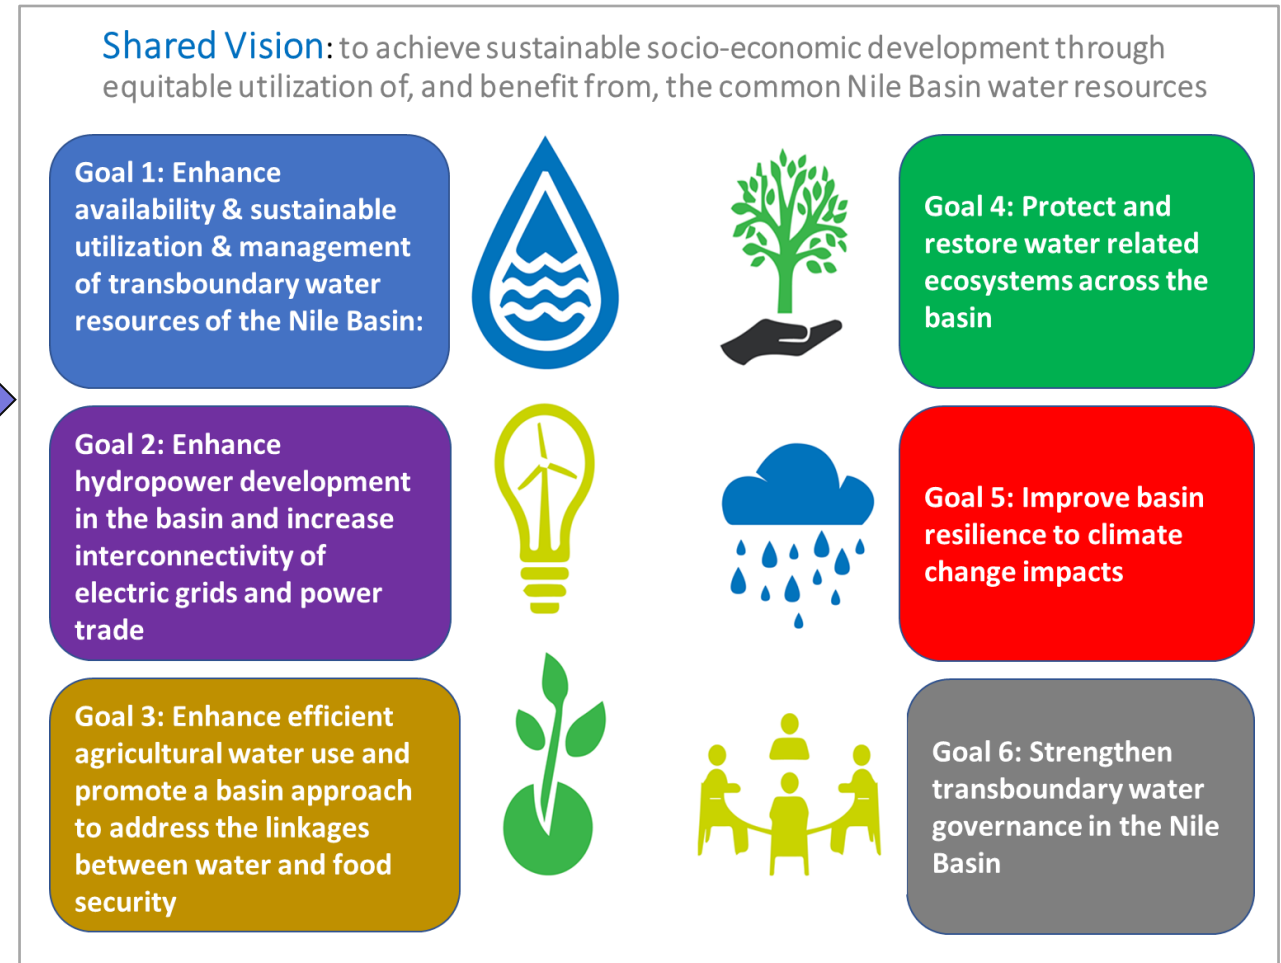 Shared Vision: to achieve sustainable socio-economic development through
equitable utilization of, and benefit from, the common Nile Basin water resources
Goal 1: Enhance
availability & sustainable
utilization & management
of transboundary water
resources of the Nile Basin:
Goal 2: Enhance
hydropower development
in the basin and increase
interconnectivity of
electric grids and power
trade
Goal 3: Enhance efficient
agricultural water use and
promote a basin approach
to address the linkages
between water and food
security
Goal 4: Protect and
restore water related
ecosystems across the
basin
Goal 5: Improve basin
resilience to climate
change impacts
Goal 6: Strengthen
transboundary water
governance in the Nile
Basin